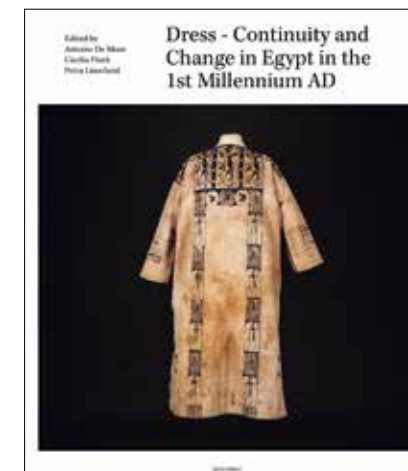 Edited by
Antoine De Moor
Cäcilia Fluck
Petra Linscheid
Dress - Continuity and
Change in Egypt in the
1st Millennium AD